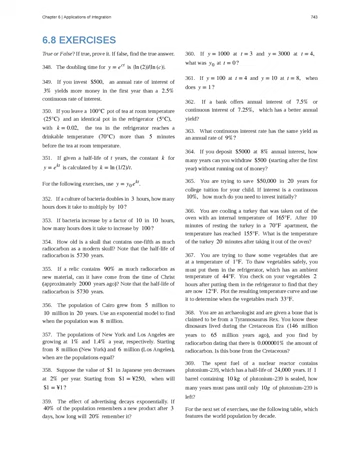 Chapter 6 | Applications of Integration
743
6.8 EXERCISES
True or False? If true, prove it. If false, find the true answer.
348. The doubling time for y = e^{ct} is (ln (2))/(ln (c)).
349. If you invest $500, an annual rate of interest of
3% yields more money in the first year than a 2.5%
continuous rate of interest.
350. If you leave a 100°C pot of tea at room temperature
(25°C) and an identical pot in the refrigerator (5°C),
with k = 0.02, the tea in the refrigerator reaches a
drinkable temperature (70°C) more than 5 minutes
before the tea at room temperature.
351. If given a half-life of t years, the constant k for
y = e^{kt} is calculated by k = ln (1/2)/t.
For the following exercises, use y = y_0 e^{kt}.
352. If a culture of bacteria doubles in 3 hours, how many
hours does it take to multiply by 10?
353. If bacteria increase by a factor of 10 in 10 hours,
how many hours does it take to increase by 100?
354. How old is a skull that contains one-fifth as much
radiocarbon as a modern skull? Note that the half-life of
radiocarbon is 5730 years.
355. If a relic contains 90% as much radiocarbon as
new material, can it have come from the time of Christ
(approximately 2000 years ago)? Note that the half-life of
radiocarbon is 5730 years.
356. The population of Cairo grew from 5 million to
10 million in 20 years. Use an exponential model to find
when the population was 8 million.
357. The populations of New York and Los Angeles are
growing at 1% and 1.4% a year, respectively. Starting
from 8 million (New York) and 6 million (Los Angeles),
when are the populations equal?
358. Suppose the value of $1 in Japanese yen decreases
at 2% per year. Starting from $1 = ¥250, when will
$1 = ¥1?
359. The effect of advertising decays exponentially. If
40% of the population remembers a new product after 3
days, how long will 20% remember it?
360. If y = 1000 at t = 3 and y = 3000 at t = 4,
what was y_0 at t = 0?
361. If y = 100 at t = 4 and y = 10 at t = 8, when
does y = 1?
362. If a bank offers annual interest of 7.5% or
continuous interest of 7.25%, which has a better annual
yield?
363. What continuous interest rate has the same yield as
an annual rate of 9%?
364. If you deposit $5000 at 8% annual interest, how
many years can you withdraw $500 (starting after the first
year) without running out of money?
365. You are trying to save $50,000 in 20 years for
college tuition for your child. If interest is a continuous
10%, how much do you need to invest initially?
366. You are cooling a turkey that was taken out of the
oven with an internal temperature of 165°F. After 10
minutes of resting the turkey in a 70°F apartment, the
temperature has reached 155°F. What is the temperature
of the turkey 20 minutes after taking it out of the oven?
367. You are trying to thaw some vegetables that are
at a temperature of 1°F. To thaw vegetables safely, you
must put them in the refrigerator, which has an ambient
temperature of 44°F. You check on your vegetables 2
hours after putting them in the refrigerator to find that they
are now 12°F. Plot the resulting temperature curve and use
it to determine when the vegetables reach 33°F.
368. You are an archaeologist and are given a bone that is
claimed to be from a Tyrannosaurus Rex. You know these
dinosaurs lived during the Cretaceous Era (146 million
years to 65 million years ago), and you find by
radiocarbon dating that there is 0.000001% the amount of
radiocarbon. Is this bone from the Cretaceous?
369. The spent fuel of a nuclear reactor contains
plutonium-239, which has a half-life of 24,000 years. If 1
barrel containing 10 kg of plutonium-239 is sealed, how
many years must pass until only 10g of plutonium-239 is
left?
For the next set of exercises, use the following table, which
features the world population by decade.